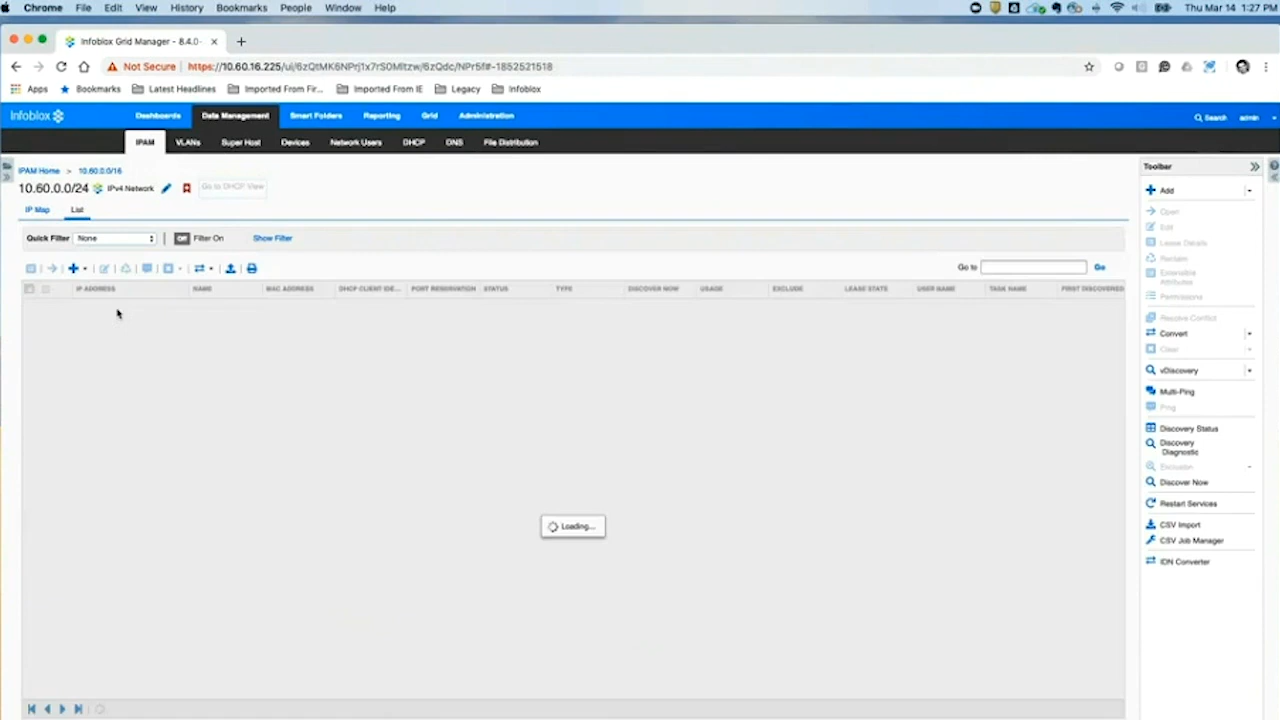 Chrome File Edit View History Bookmarks People Window Help Thu Mar 14 1:27 PM
Infoblox Grid Manager - 8.4.0-
Not Secure https://10.60.16.225/ui/6zQtMK6NPrj1x7rS0Mltzw/6zQdc/NPr5f#-1852521518
Apps Bookmarks Latest Headlines Imported From Fir... Imported From IE Legacy Infoblox
Infoblox Dashboards Data Management Smart Folders Reporting Grid Administration Search admin
IPAM VLANs Super Host Devices Network Users DHCP DNS File Distribution
IPAM Home > 10.60.0.0/16
10.60.0.0/24 IPv4 Network Go to DHCP View
IP Map List
Quick Filter None Off Filter On Show Filter
Go to Go
IP ADDRESS NAME MAC ADDRESS DHCP CLIENT IDE... PORT RESERVATION STATUS TYPE DISCOVER NOW USAGE EXCLUDE LEASE STATE USER NAME TASK NAME FIRST DISCOVERED
Loading...
Toolbar
Add
Open
Edit
Lease Details
Reclaim
Extensible
Attributes
Permissions
Resolve Conflict
Convert
Clear
vDiscovery
Multi-Ping
Ping
Discovery Status
Discovery
Diagnostic
Exclusion
Discover Now
Restart Services
CSV Import
CSV Job Manager
IDN Converter